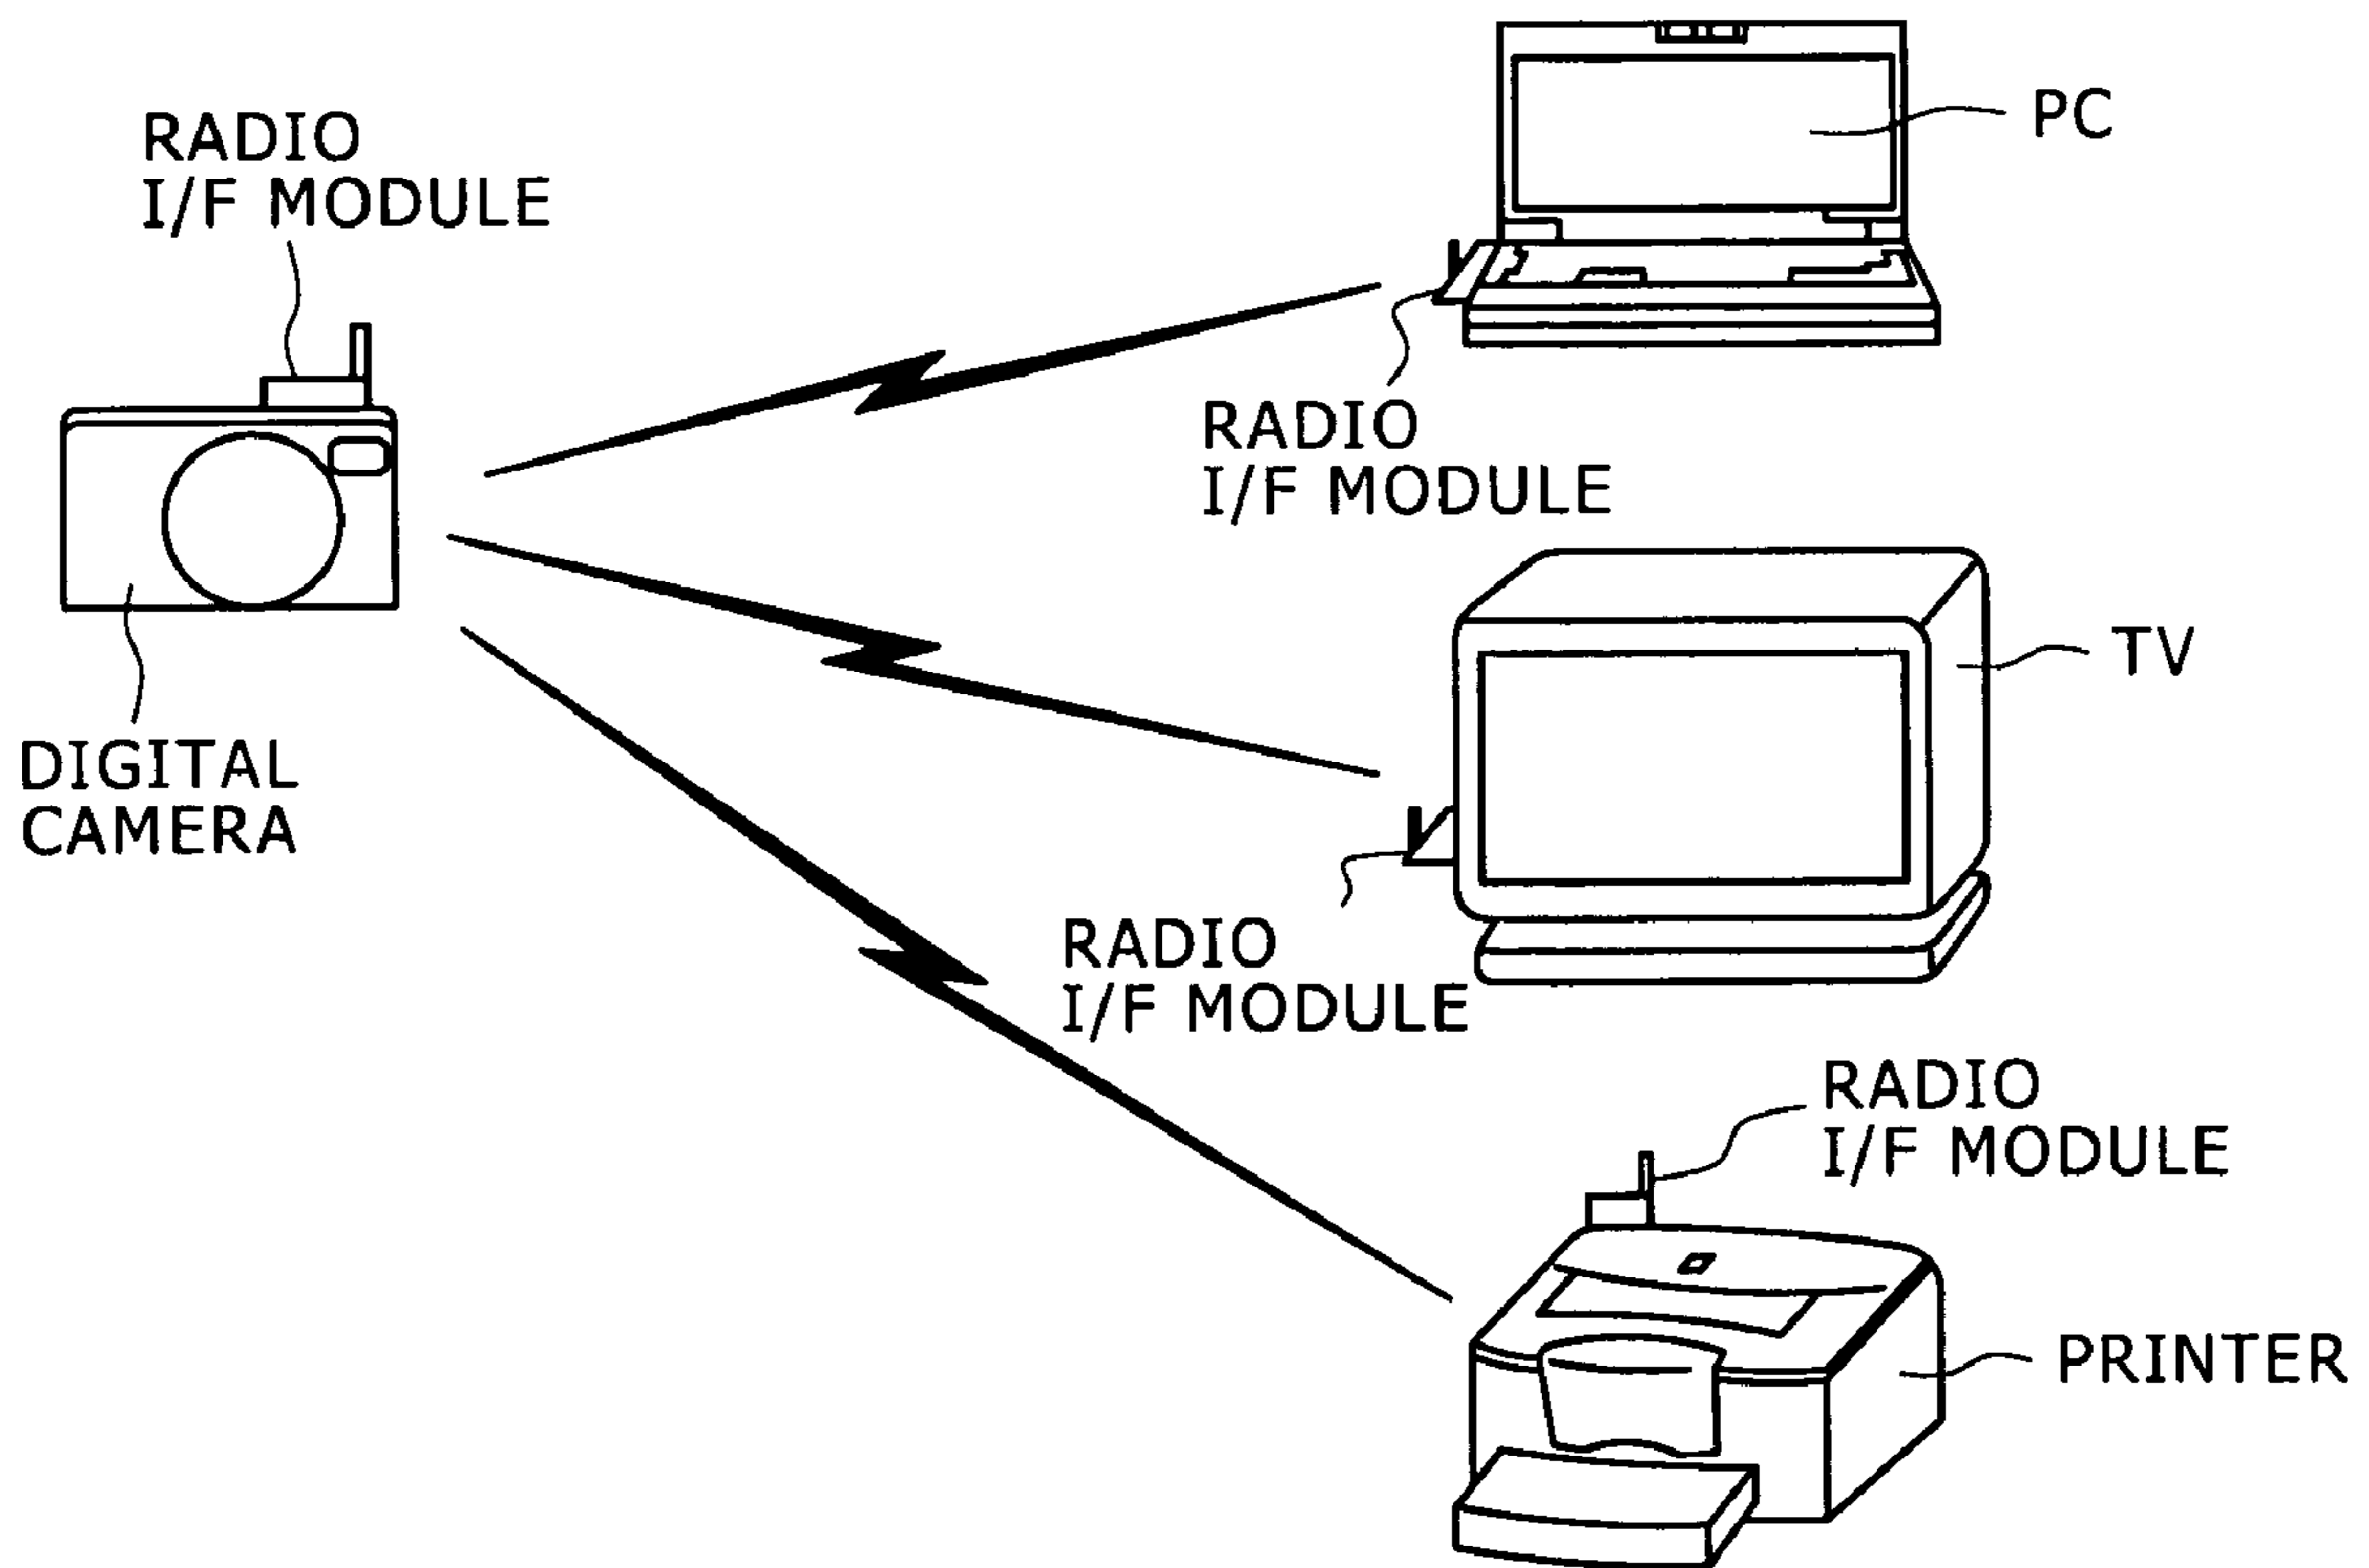 RADIO
I/F MODULE
PC
RADIO
I/F MODULE
TV
DIGITAL
CAMERA
RADIO
I/F MODULE
RADIO
I/F MODULE
PRINTER